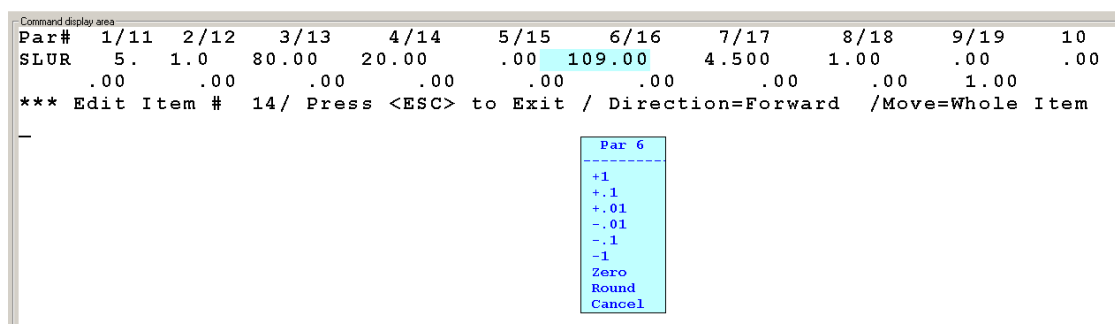 Command display area
Par# 1/11 2/12 3/13 4/14 5/15 6/16 7/17 8/18 9/19 10
SLUR 5. 1.0 80.00 20.00 .00 109.00 4.500 1.00 .00 .00
.00 .00 .00 .00 .00 .00 .00 .00 1.00
*** Edit Item # 14/ Press <ESC> to Exit / Direction=Forward /Move=Whole Item
_
Par 6
----------
+1
+.1
+.01
-.01
-.1
-1
Zero
Round
Cancel